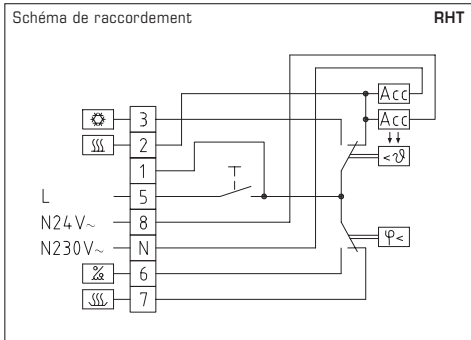 Schéma de raccordement RHT
Acc
3 Acc
2 <ϑ
1
L 5
N24V~ 8
N230V~ N φ<
% 6
7